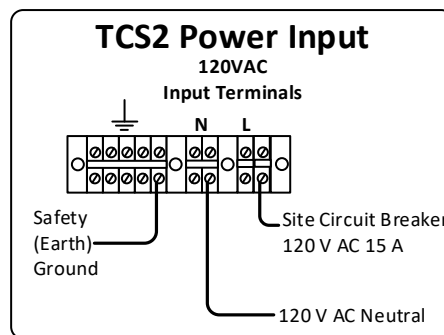 TCS2 Power Input
120VAC
Input Terminals
N L
Safety
(Earth)
Ground
Site Circuit Breaker
120 V AC 15 A
120 V AC Neutral